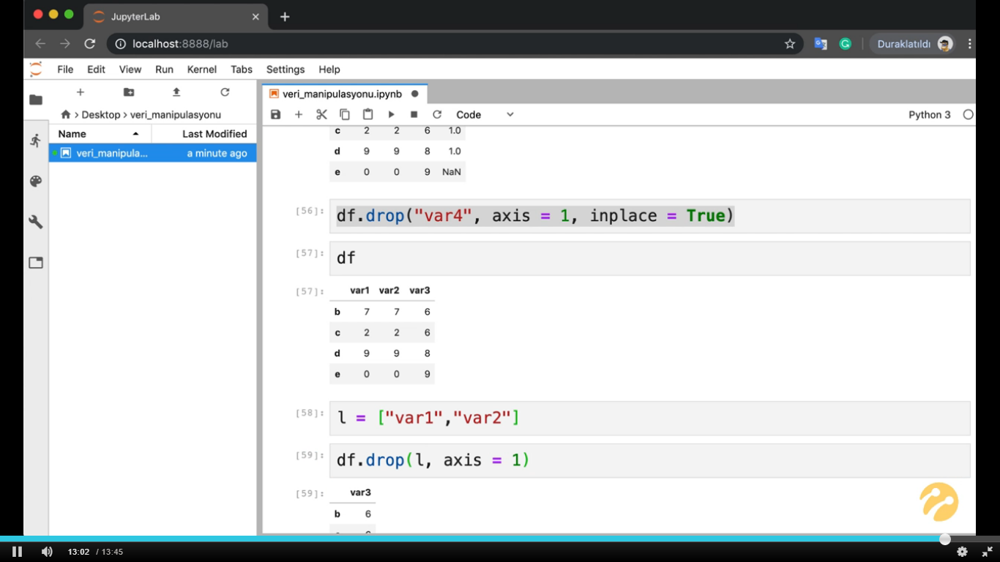 JupyterLab
localhost:8888/lab
Duraklatıldı
File Edit View Run Kernel Tabs Settings Help
veri_manipulasyonu.ipynb
Desktop veri_manipulasyonu
Code
Python 3
Name Last Modified
veri_manipula... a minute ago
c 2 2 6 1.0
d 9 9 8 1.0
e 0 0 9 NaN
[56]: df.drop("var4", axis = 1, inplace = True)
[57]: df
[57]: var1 var2 var3
b 7 7 6
c 2 2 6
d 9 9 8
e 0 0 9
[58]: l = ["var1","var2"]
[59]: df.drop(l, axis = 1)
[59]: var3
b 6
13:02 / 13:45